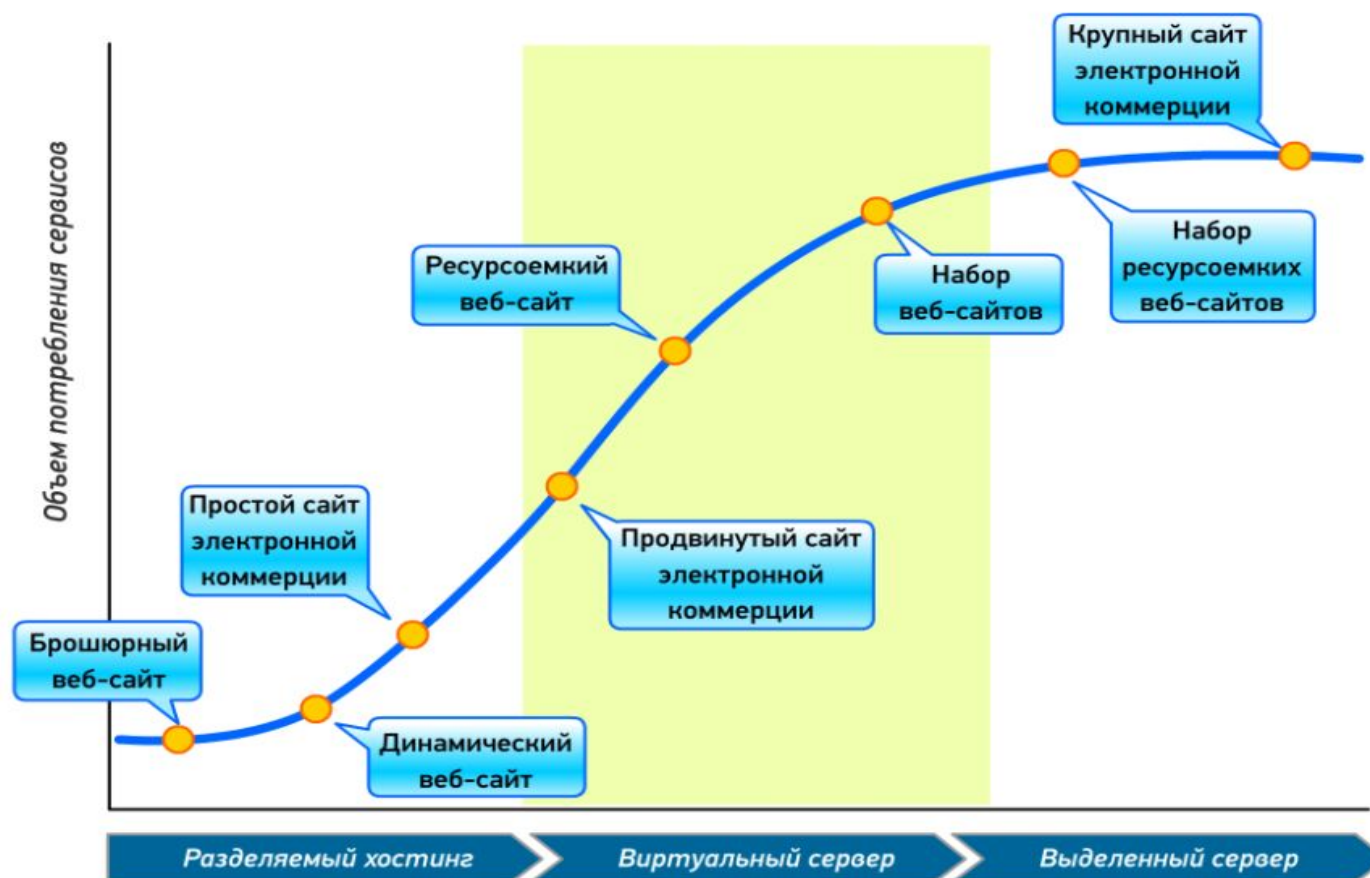 Крупный сайт
электронной
коммерции
Объем потребления сервисов
Ресурсоемкий
веб-сайт
Набор
веб-сайтов
Набор
ресурсоемких
веб-сайтов
Простой сайт
электронной
коммерции
Продвинутый сайт
электронной
коммерции
Брошюрный
веб-сайт
Динамический
веб-сайт
Разделяемый хостинг
Виртуальный сервер
Выделенный сервер